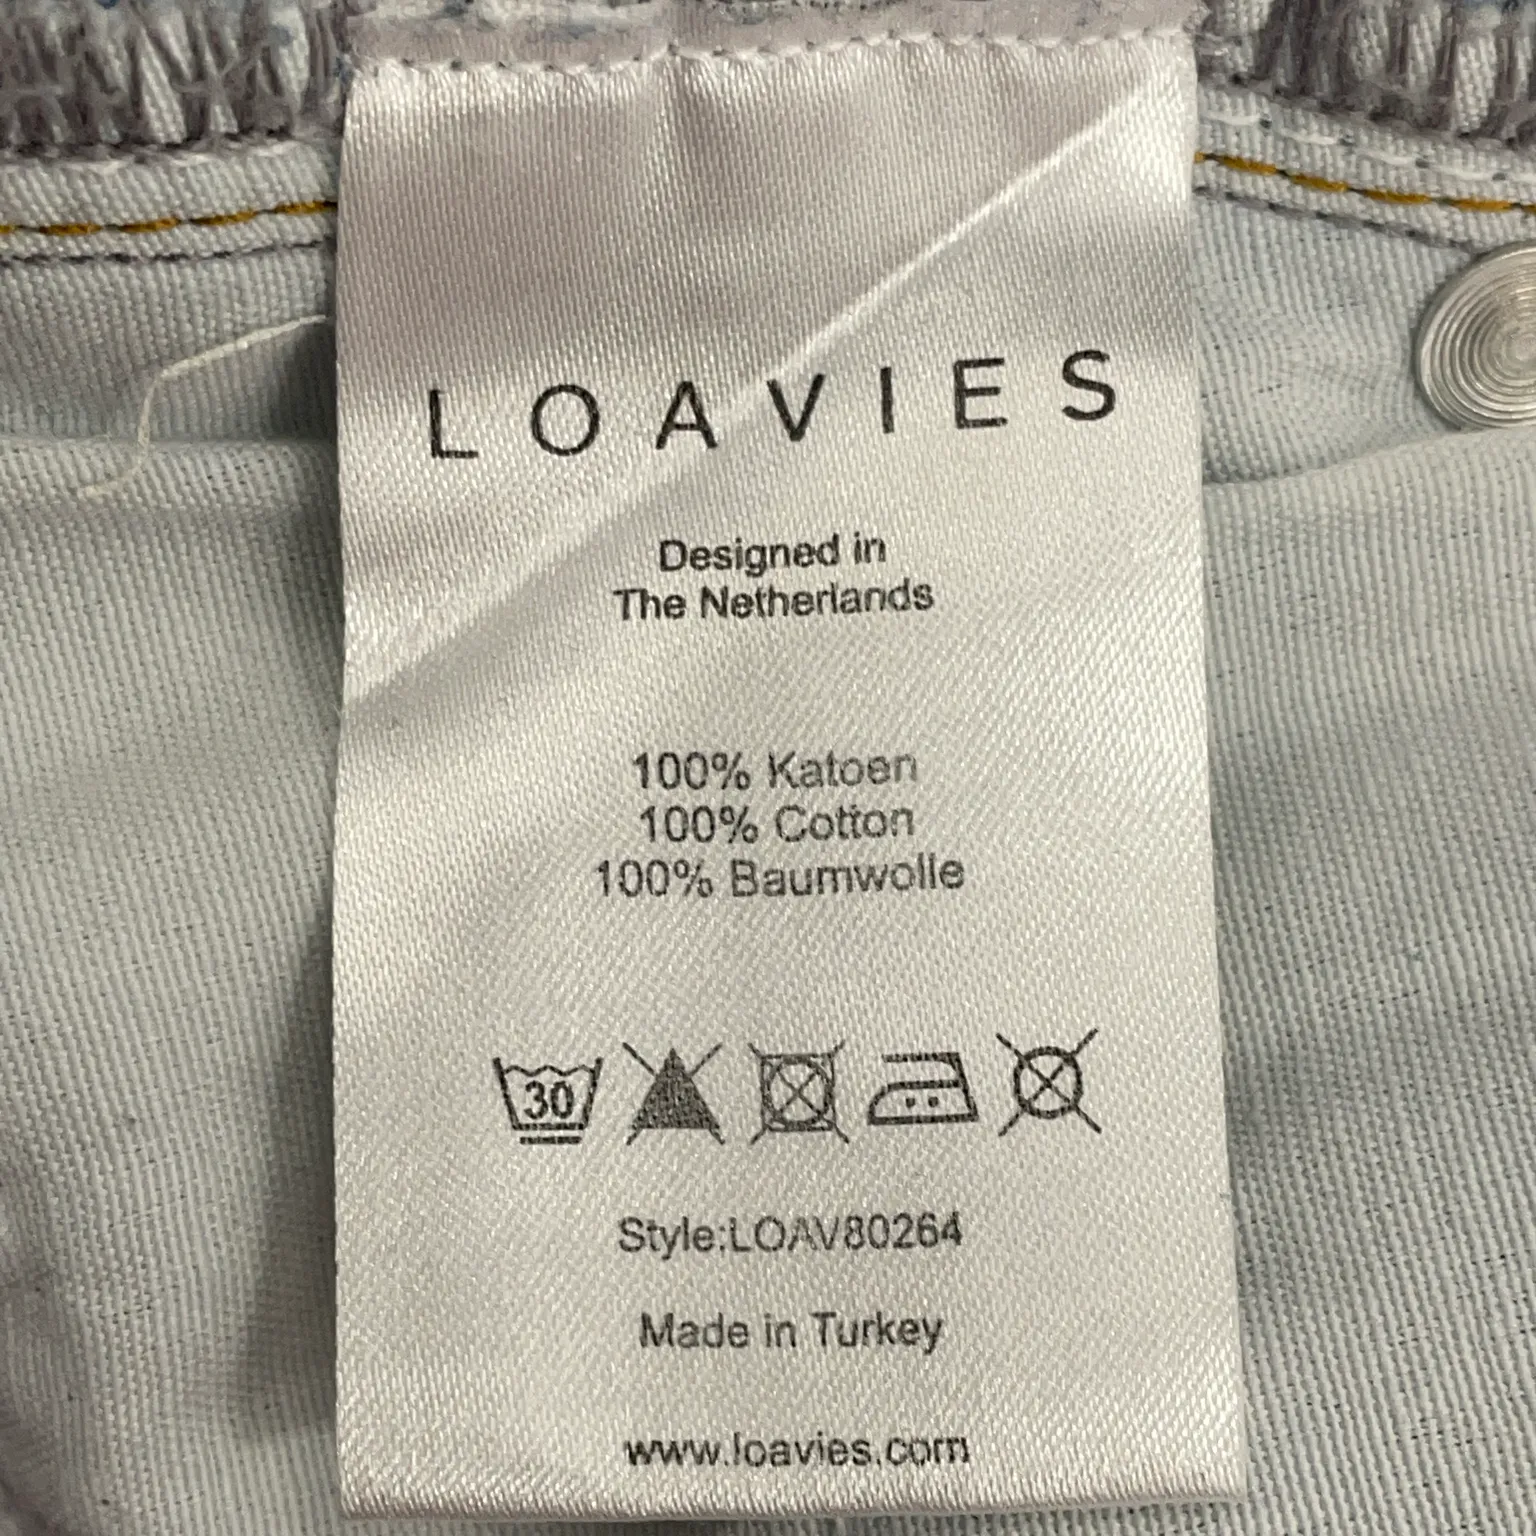 LOAVIES
Designed in
The Netherlands
100% Katoen
100% Cotton
100% Baumwolle
30
Style:LOAV80264
Made in Turkey
www.loavies.com